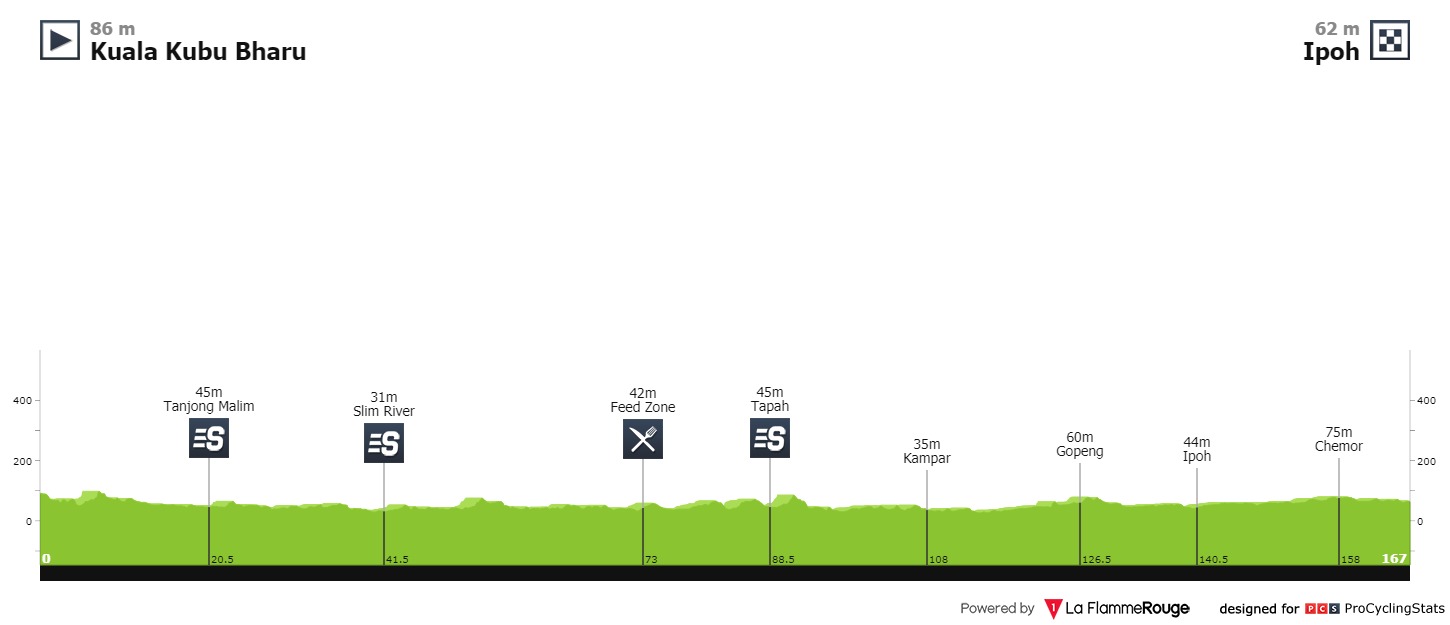 86 m
Kuala Kubu Bharu
62 m
Ipoh
45m
Tanjong Malim
S
31m
Slim River
S
42m
Feed Zone
45m
Tapah
S
35m
Kampar
60m
Gopeng
44m
Ipoh
75m
Chemor
400
200
0
400
200
0
0
20.5
41.5
73
88.5
108
126.5
140.5
158
167
Powered by 1 La FlammeRouge designed for PCS ProCyclingStats